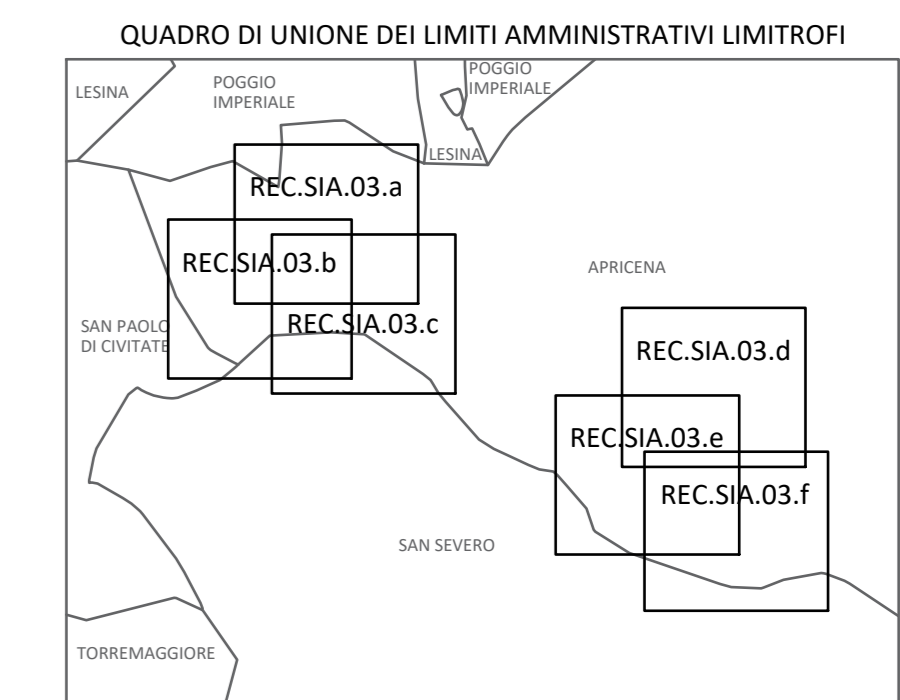 QUADRO DI UNIONE DEI LIMITI AMMINISTRATIVI LIMITROFI
LESINA
POGGIO
IMPERIALE
POGGIO
IMPERIALE
LESINA
REC.SIA.03.a
REC.SIA.03.b
APRICENA
SAN PAOLO
DI CIVITATE
REC.SIA.03.c
REC.SIA.03.d
REC.SIA.03.e
REC.SIA.03.f
SAN SEVERO
TORREMAGGIORE